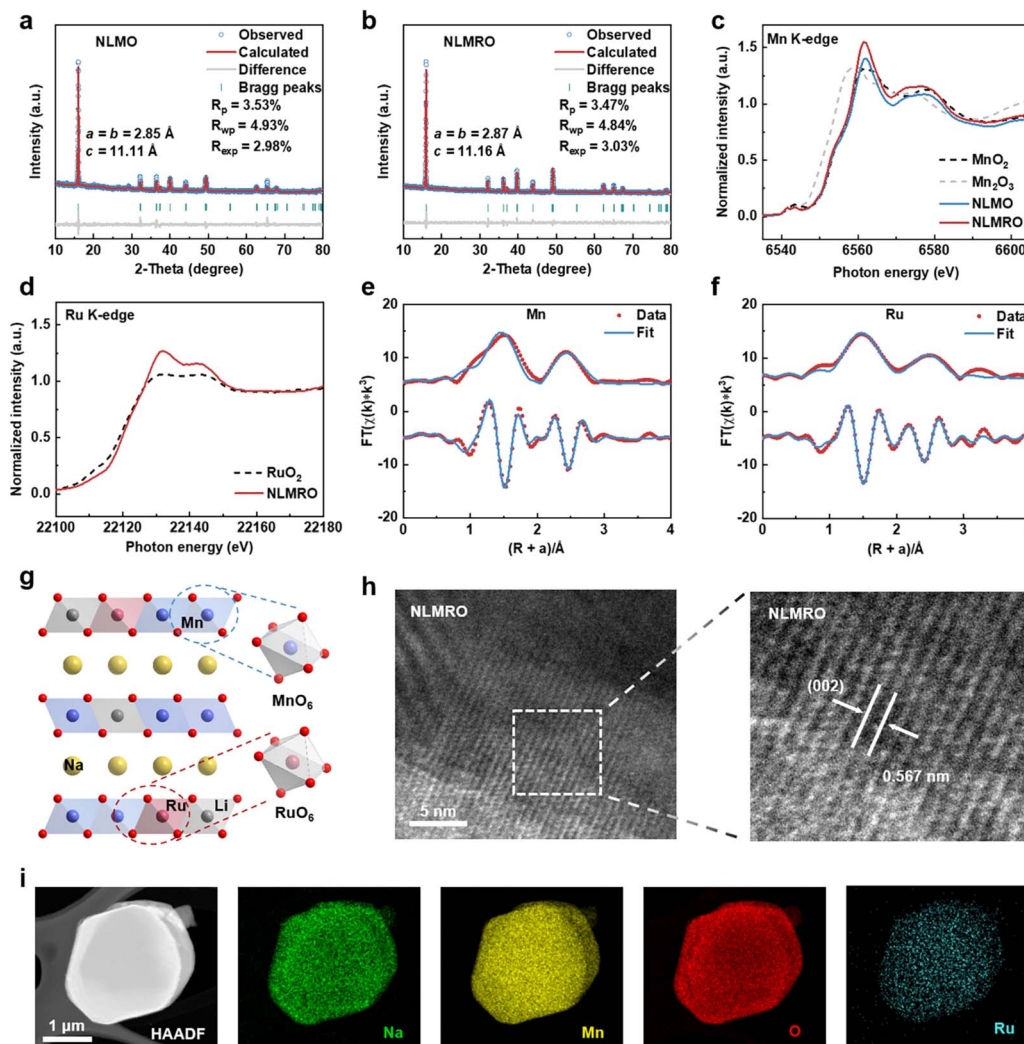 a
NLMO
Observed
Calculated
Difference
Bragg peaks
Rp = 3.53%
Rwp = 4.93%
Rexp = 2.98%
a = b = 2.85 Å
c = 11.11 Å
Intensity (a.u.)
10 20 30 40 50 60 70 80
2-Theta (degree)
b
NLMRO
Observed
Calculated
Difference
Bragg peaks
Rp = 3.47%
Rwp = 4.84%
Rexp = 3.03%
a = b = 2.87 Å
c = 11.16 Å
Intensity (a.u.)
10 20 30 40 50 60 70 80
2-Theta (degree)
c
Mn K-edge
1.5
1.0
0.5
0.0
Normalized intensity (a.u.)
MnO2
Mn2O3
NLMO
NLMRO
6540 6560 6580 6600
Photon energy (eV)
d
Ru K-edge
1.5
1.0
0.5
0.0
Normalized intensity (a.u.)
RuO2
NLMRO
22100 22120 22140 22160 22180
Photon energy (eV)
e
Mn
Data
Fit
20
10
0
-10
-20
FT(χ(k)*k3)
0 1 2 3 4
(R + a)/Å
f
Ru
Data
Fit
20
10
0
-10
-20
FT(χ(k)*k3)
0 1 2 3 4
(R + a)/Å
g
Mn
MnO6
Na
Ru
Li
RuO6
h
NLMRO
5 nm
NLMRO
(002)
0.567 nm
i
1 µm
HAADF
Na
Mn
O
Ru